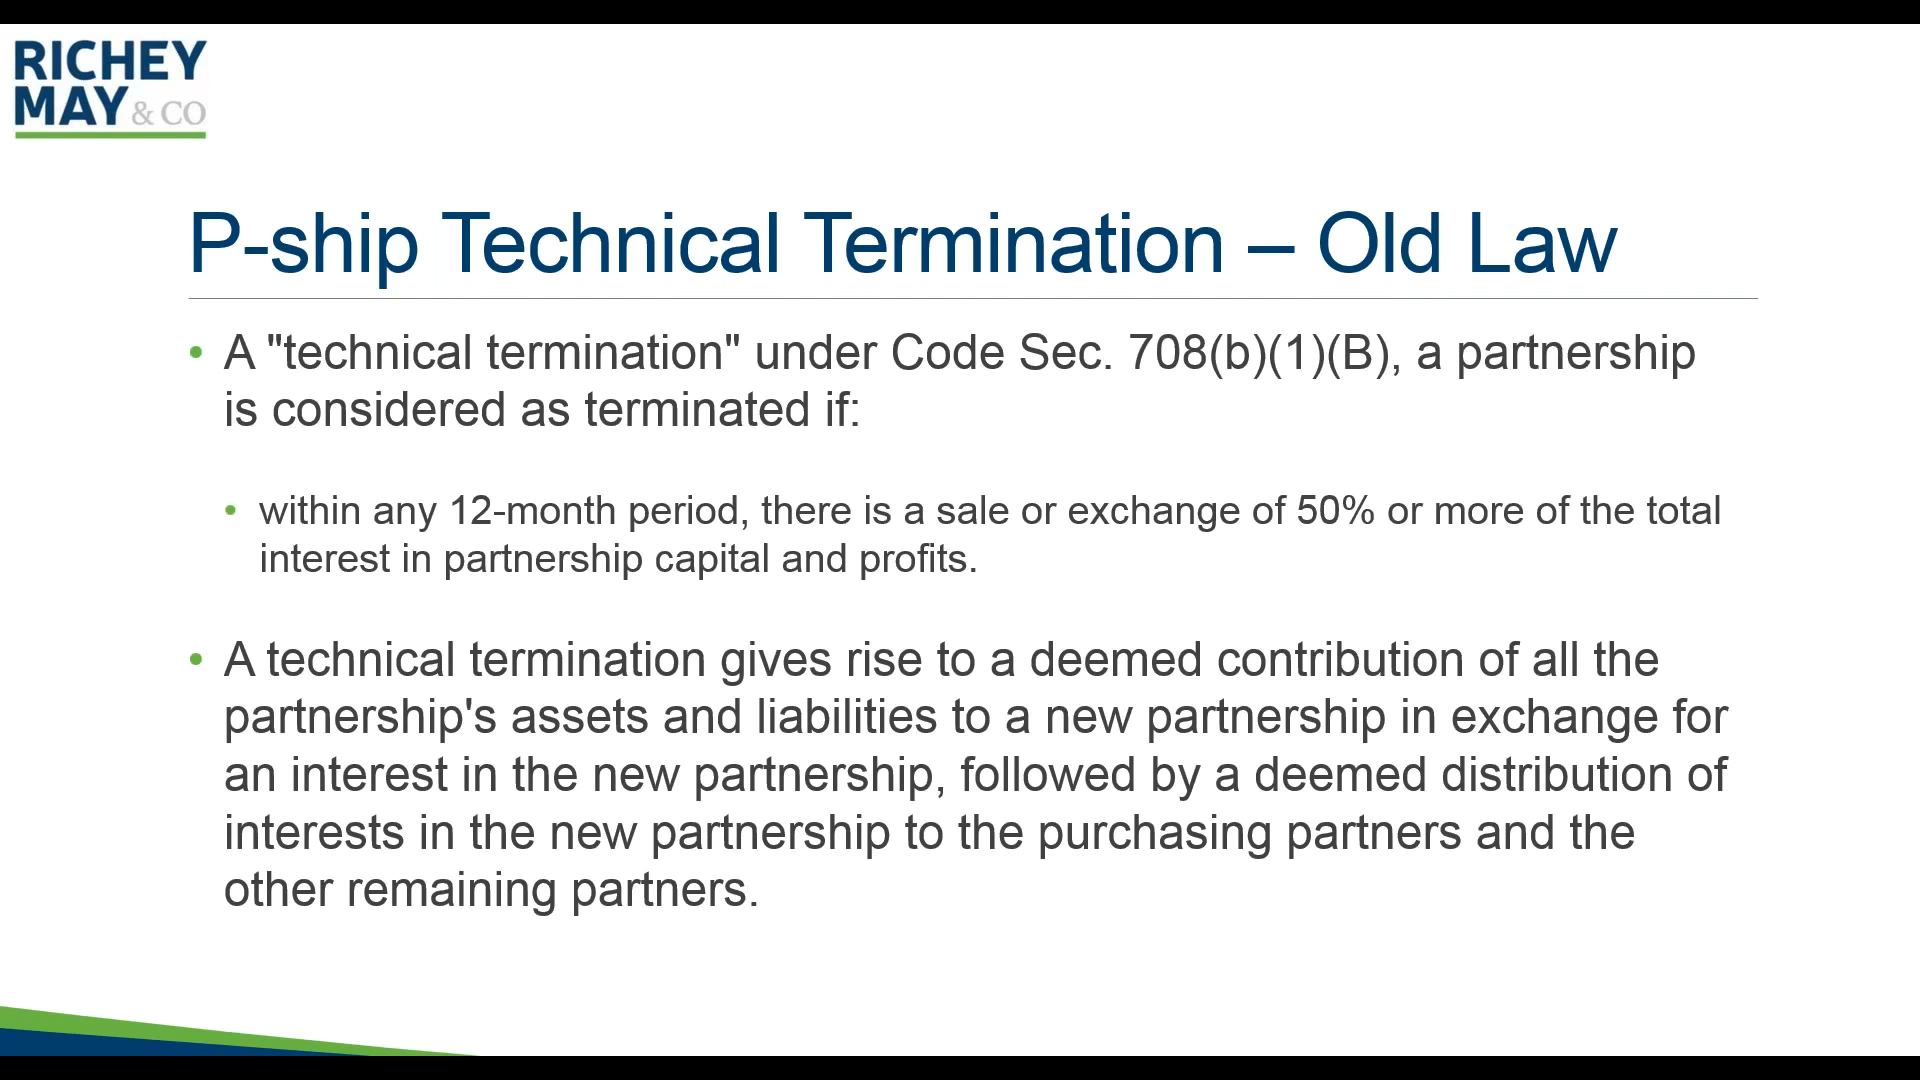 RICHEY
MAY & CO
P-ship Technical Termination – Old Law
• A "technical termination" under Code Sec. 708(b)(1)(B), a partnership
is considered as terminated if:
• within any 12-month period, there is a sale or exchange of 50% or more of the total
interest in partnership capital and profits.
• A technical termination gives rise to a deemed contribution of all the
partnership's assets and liabilities to a new partnership in exchange for
an interest in the new partnership, followed by a deemed distribution of
interests in the new partnership to the purchasing partners and the
other remaining partners.